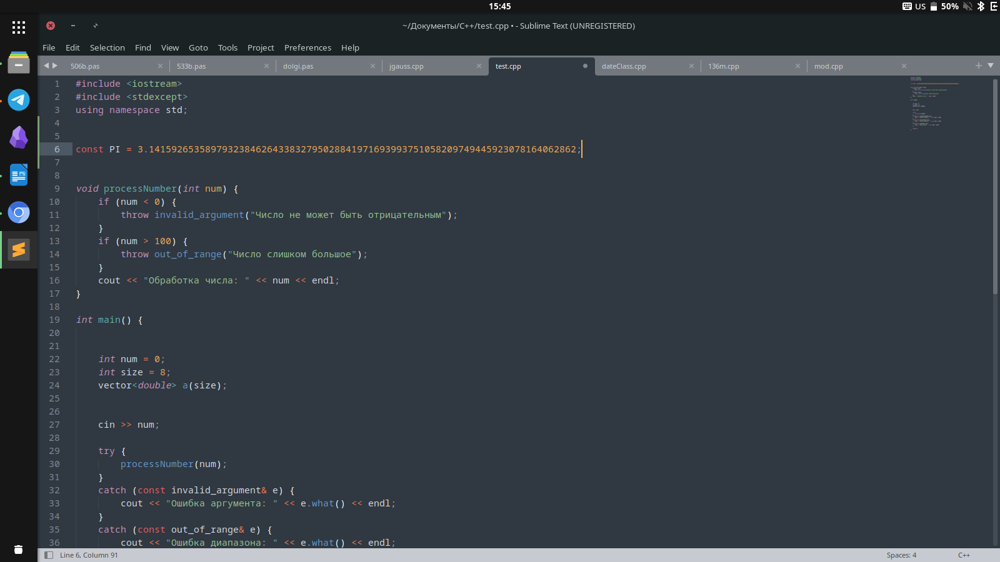 15:45
US 50%
~/Документы/C++/test.cpp • - Sublime Text (UNREGISTERED)
File Edit Selection Find View Goto Tools Project Preferences Help
506b.pas 533b.pas dolgi.pas jgauss.cpp test.cpp dateClass.cpp 136m.cpp mod.cpp
1 #include <iostream>
2 #include <stdexcept>
3 using namespace std;
4
5
6 const PI = 3.1415926535897932384626433832795028841971693993751058209749445923078164062862;
7
8
9 void processNumber(int num) {
10 if (num < 0) {
11 throw invalid_argument("Число не может быть отрицательным");
12 }
13 if (num > 100) {
14 throw out_of_range("Число слишком большое");
15 }
16 cout << "Обработка числа: " << num << endl;
17 }
18
19 int main() {
20
21
22 int num = 0;
23 int size = 8;
24 vector<double> a(size);
25
26
27 cin >> num;
28
29 try {
30 processNumber(num);
31 }
32 catch (const invalid_argument& e) {
33 cout << "Ошибка аргумента: " << e.what() << endl;
34 }
35 catch (const out_of_range& e) {
36 cout << "Ошибка диапазона: " << e.what() << endl;
Line 6, Column 91 Spaces: 4 C++